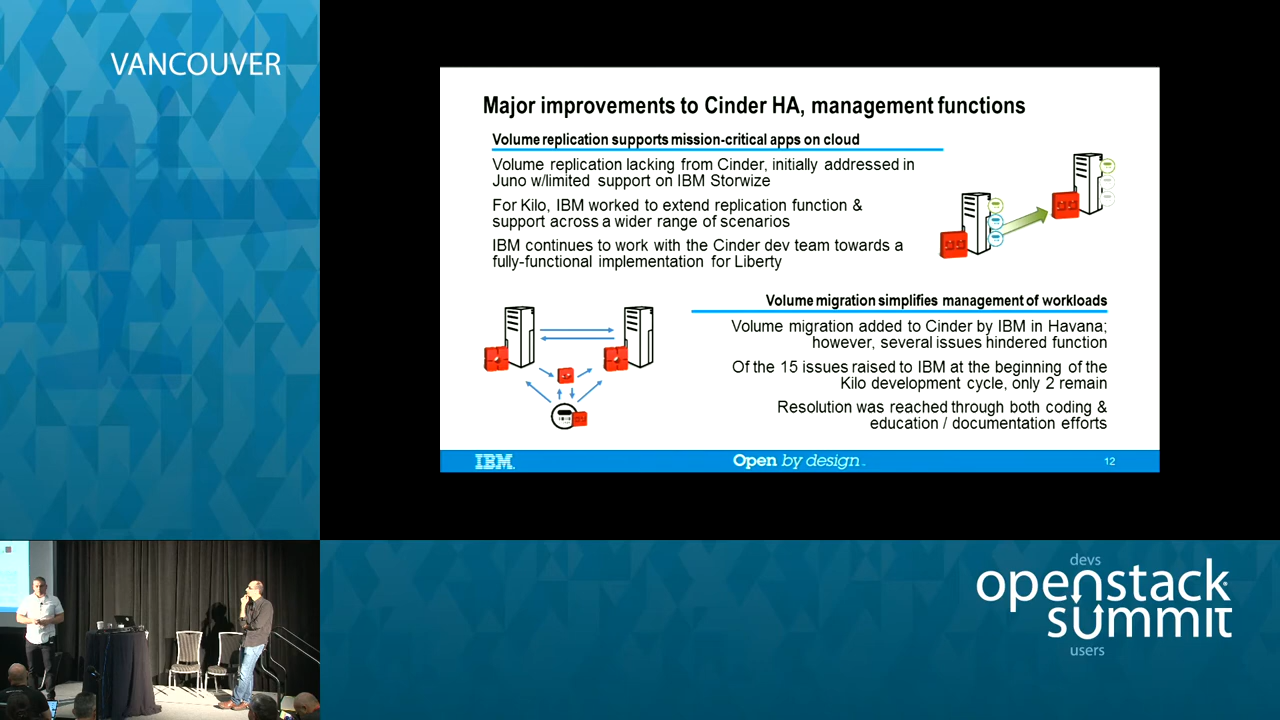 VANCOUVER
Major improvements to Cinder HA, management functions
Volume replication supports mission-critical apps on cloud
Volume replication lacking from Cinder, initially addressed in
Juno w/limited support on IBM Storwize
For Kilo, IBM worked to extend replication function &
support across a wider range of scenarios
IBM continues to work with the Cinder dev team towards a
fully-functional implementation for Liberty
Volume migration simplifies management of workloads
Volume migration added to Cinder by IBM in Havana;
however, several issues hindered function
Of the 15 issues raised to IBM at the beginning of the
Kilo development cycle, only 2 remain
Resolution was reached through both coding &
education / documentation efforts
IBM
Open by design
12
devs
openstack
summit
users